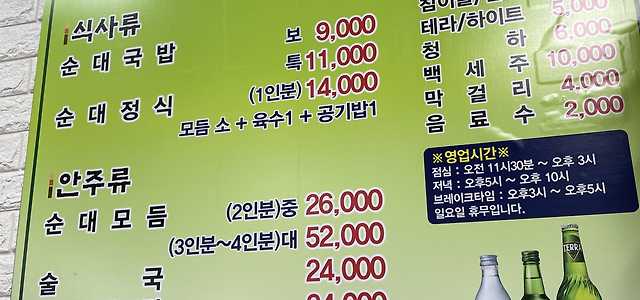 식사류
순대국밥 보 9,000
특 11,000
순대정식 (1인분) 14,000
모듬 소 + 육수1 + 공기밥1
안주류
순대모듬 (2인분)중 26,000
(3인분~4인분)대 52,000
술국 24,000
테라/하이트 5,000
청하 6,000
백세주 10,000
막걸리 4,000
음료수 2,000
※영업시간※
점심 : 오전 11시30분 ~ 오후 3시
저녁 : 오후5시 ~ 오후 10시
브레이크타임 : 오후3시 ~ 오후5시
일요일 휴무입니다.
TERRA